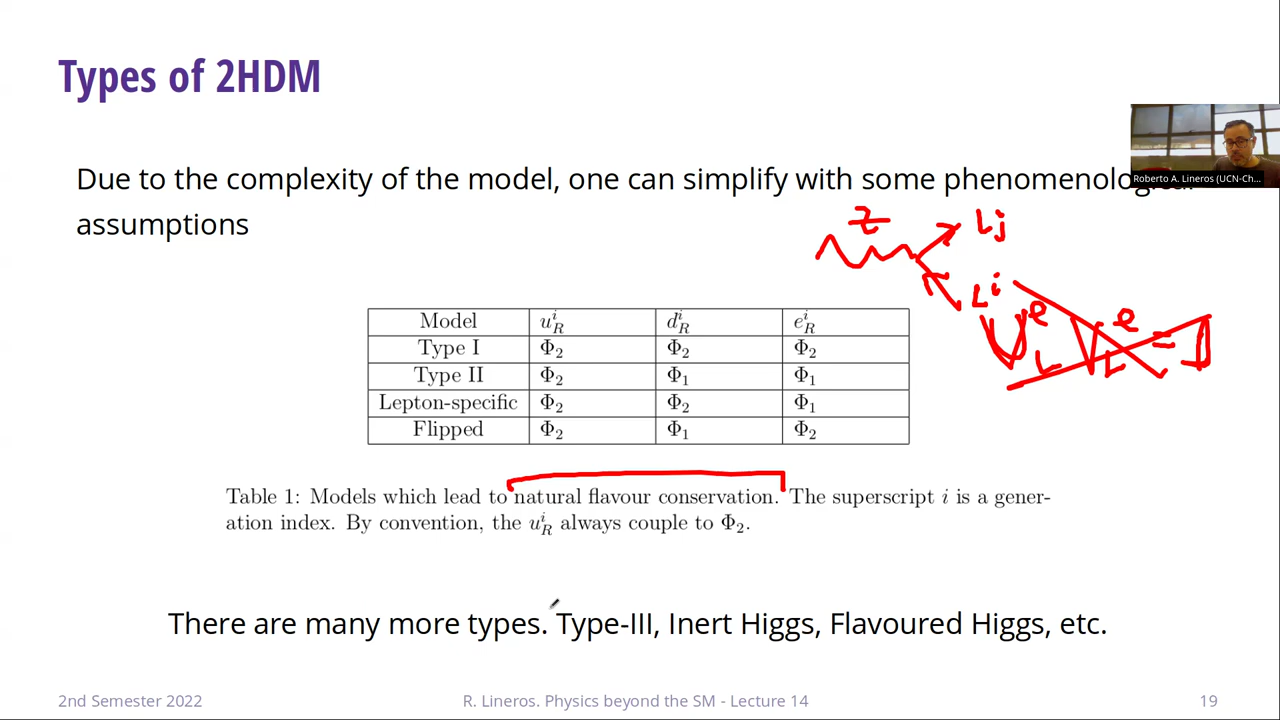 Types of 2HDM
Due to the complexity of the model, one can simplify with some phenomenolog
assumptions
Roberto A. Lineros (UCN-Ch...
Z
Lj
Li
e
e
L
L
=
Model u_R^i d_R^i e_R^i
Type I Φ₂ Φ₂ Φ₂
Type II Φ₂ Φ₁ Φ₁
Lepton-specific Φ₂ Φ₂ Φ₁
Flipped Φ₂ Φ₁ Φ₂
Table 1: Models which lead to natural flavour conservation. The superscript i is a gener-
ation index. By convention, the u_R^i always couple to Φ₂.
There are many more types. Type-III, Inert Higgs, Flavoured Higgs, etc.
2nd Semester 2022 R. Lineros. Physics beyond the SM - Lecture 14 19